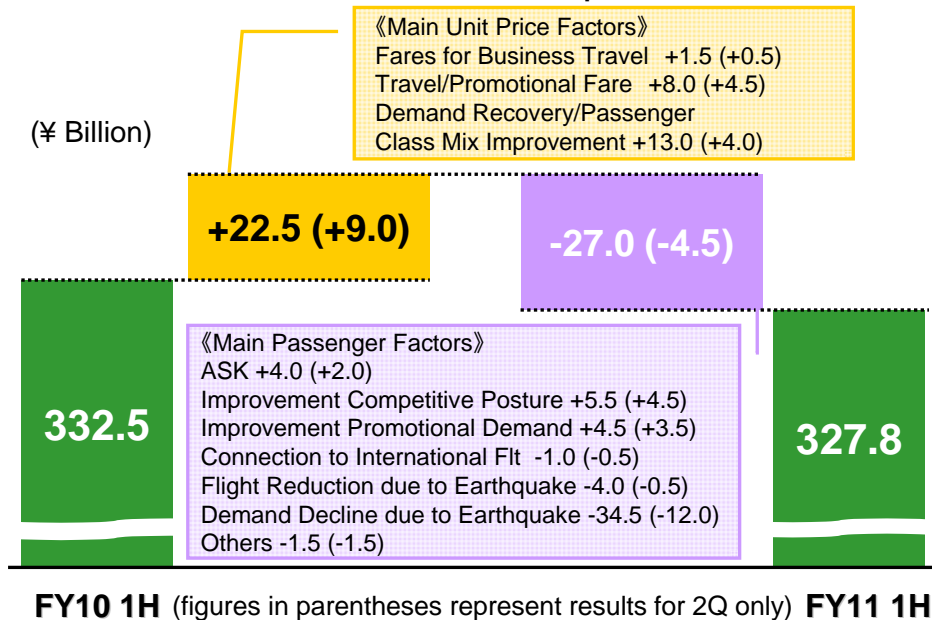 《Main Unit Price Factors》
Fares for Business Travel +1.5 (+0.5)
Travel/Promotional Fare +8.0 (+4.5)
Demand Recovery/Passenger
Class Mix Improvement +13.0 (+4.0)
(¥ Billion)
+22.5 (+9.0)
-27.0 (-4.5)
《Main Passenger Factors》
ASK +4.0 (+2.0)
Improvement Competitive Posture +5.5 (+4.5)
Improvement Promotional Demand +4.5 (+3.5)
Connection to International Flt -1.0 (-0.5)
Flight Reduction due to Earthquake -4.0 (-0.5)
Demand Decline due to Earthquake -34.5 (-12.0)
Others -1.5 (-1.5)
332.5
327.8
FY10 1H (figures in parentheses represent results for 2Q only) FY11 1H